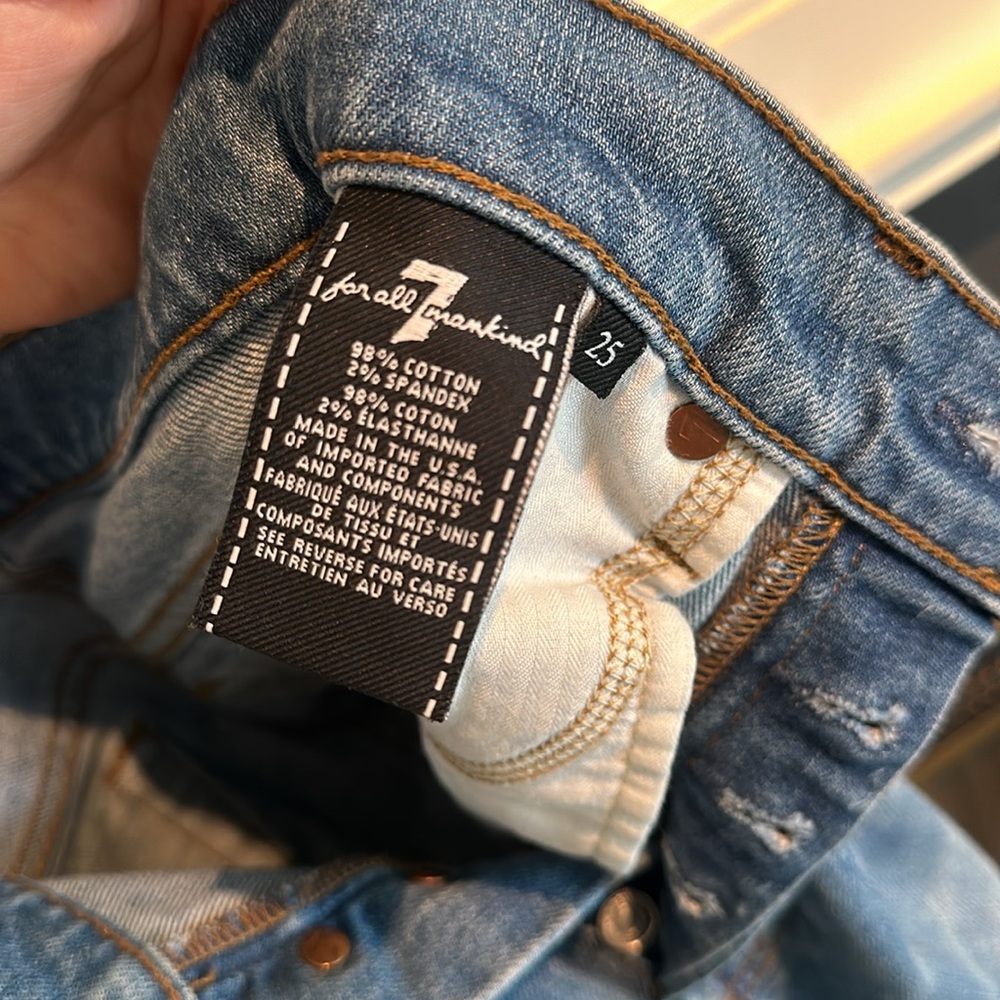 7
for all mankind
98% COTTON
2% SPANDEX
98% COTON
2% ÉLASTHANNE
MADE IN THE U.S.A.
OF IMPORTED FABRIC
AND COMPONENTS
FABRIQUÉ AUX ÉTATS-UNIS
DE TISSU ET
COMPOSANTS IMPORTÉS
SEE REVERSE FOR CARE
ENTRETIEN AU VERSO
25
7